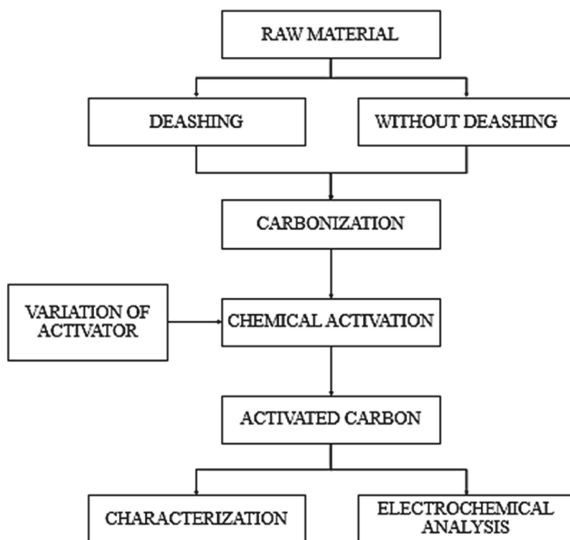 RAW MATERIAL
DEASHING
WITHOUT DEASHING
CARBONIZATION
VARIATION OF
ACTIVATOR
CHEMICAL ACTIVATION
ACTIVATED CARBON
CHARACTERIZATION
ELECTROCHEMICAL
ANALYSIS